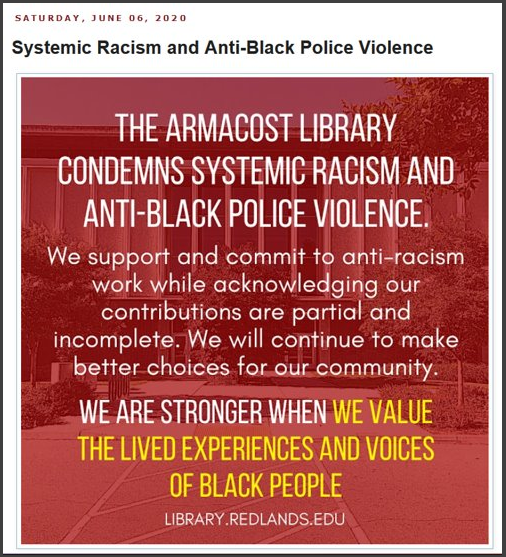 SATURDAY, JUNE 06, 2020
Systemic Racism and Anti-Black Police Violence
THE ARMACOST LIBRARY
CONDEMNS SYSTEMIC RACISM AND
ANTI-BLACK POLICE VIOLENCE.
We support and commit to anti-racism
work while acknowledging our
contributions are partial and
incomplete. We will continue to make
better choices for our community.
WE ARE STRONGER WHEN WE VALUE
THE LIVED EXPERIENCES AND VOICES
OF BLACK PEOPLE
LIBRARY.REDLANDS.EDU